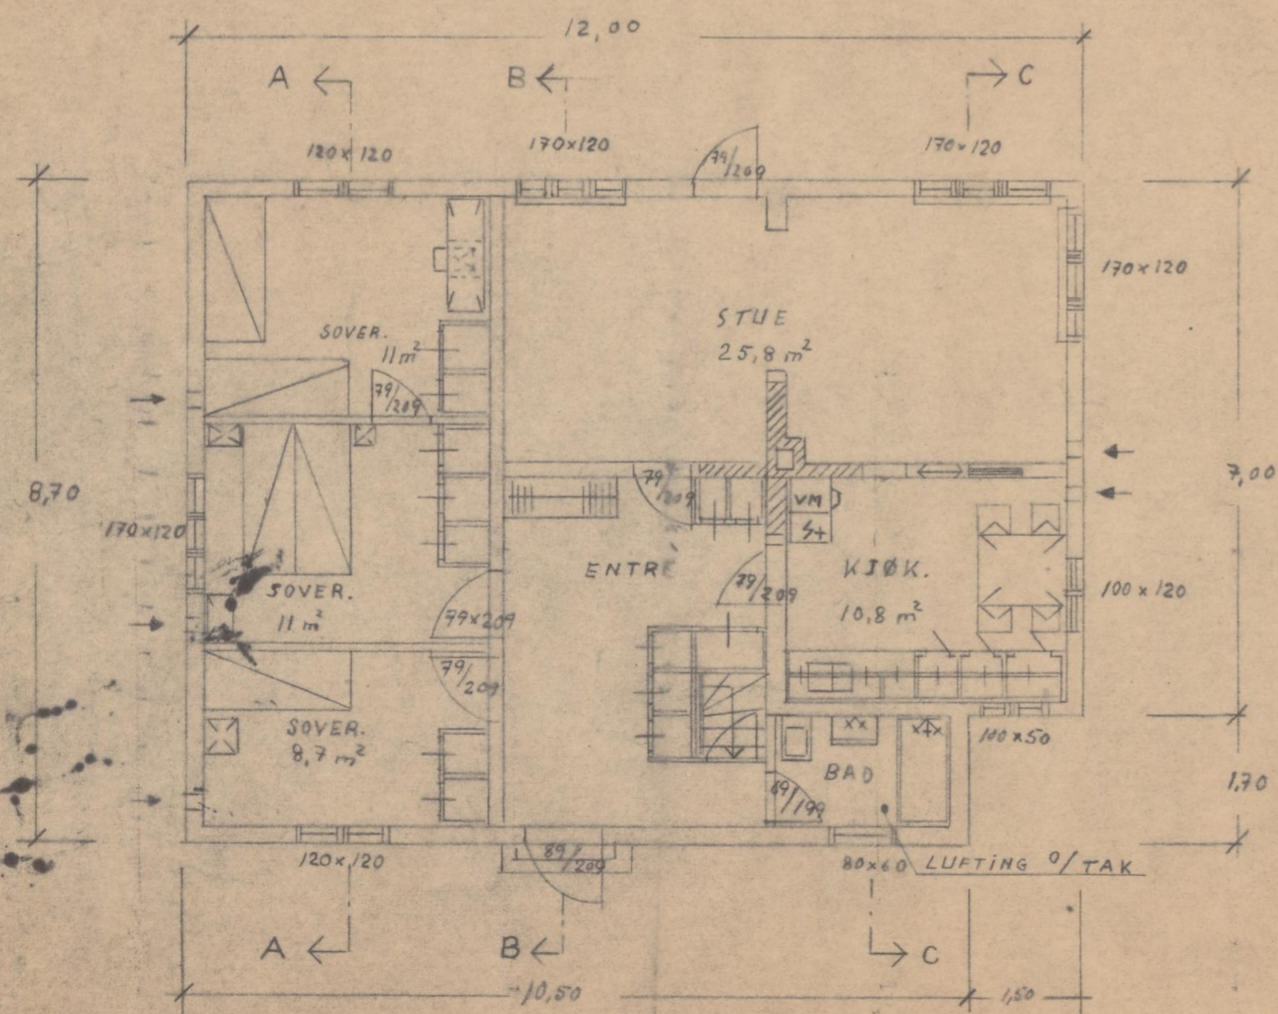 12,00
A B C
120x120 170x120 170x120
79/209
170x120
STUE
25,8 m²
SOVER.
11 m²
79/209
8,70
7,00
79/209
VM
170x120
ENTRÉ
KJØK.
10,8 m²
79/209
100x120
SOVER.
11 m²
79x209
79/209
SOVER.
8,7 m²
100x50
BAD
69/199
1,70
120x120
89/209
80x60 LUFTING O/TAK
A B C
10,50 1,50